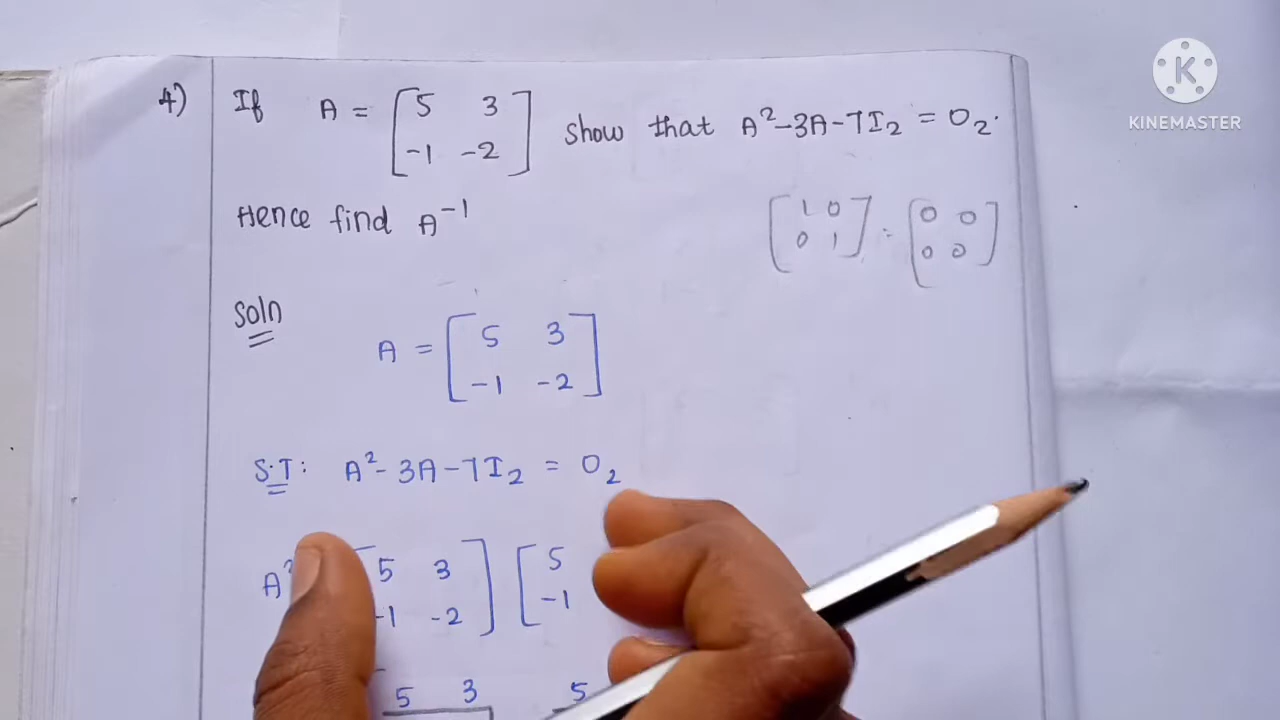 4) If A = [5 3 -1 -2] show that A²-3A-7I₂ = O₂.
Hence find A⁻¹
[1 0 0 1] = [0 0 0 0]
Soln
A = [5 3 -1 -2]
S.T: A²-3A-7I₂ = O₂
A² [5 3 -1 -2] [5 -1
5 3 5
KINEMASTER